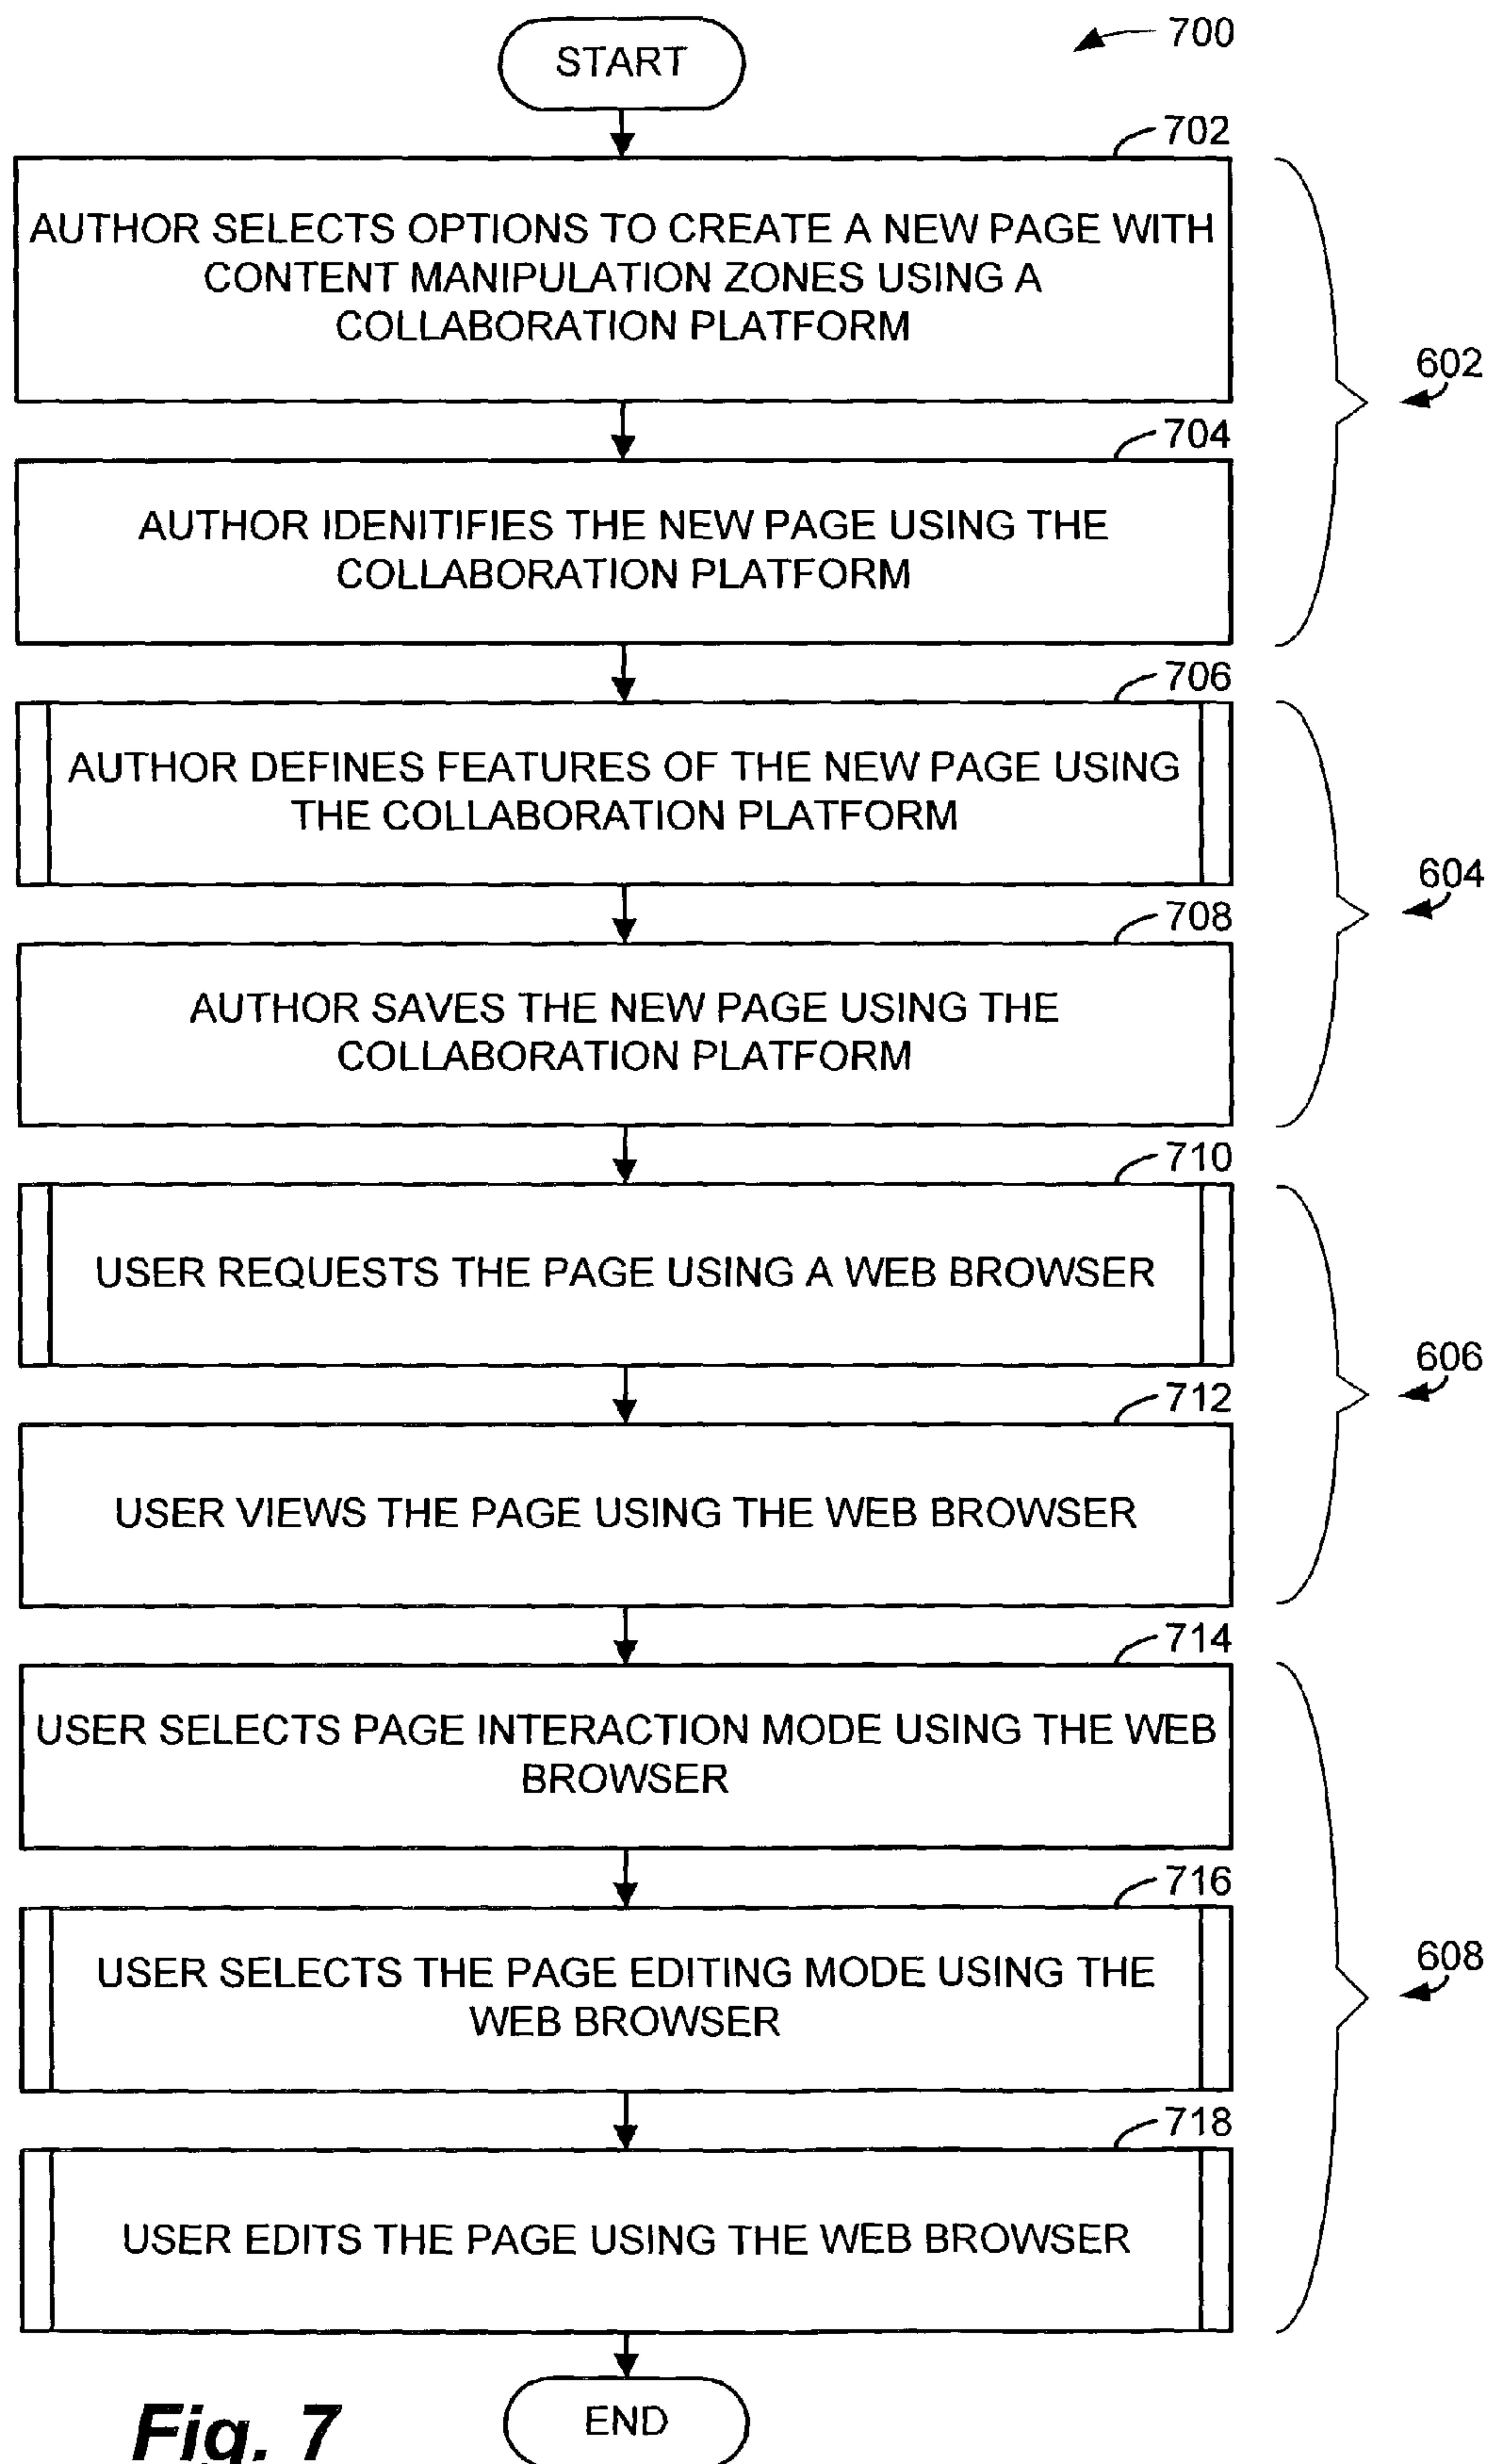 START
700
702
AUTHOR SELECTS OPTIONS TO CREATE A NEW PAGE WITH
CONTENT MANIPULATION ZONES USING A
COLLABORATION PLATFORM
602
704
AUTHOR IDENITIFIES THE NEW PAGE USING THE
COLLABORATION PLATFORM
706
AUTHOR DEFINES FEATURES OF THE NEW PAGE USING
THE COLLABORATION PLATFORM
604
708
AUTHOR SAVES THE NEW PAGE USING THE
COLLABORATION PLATFORM
710
USER REQUESTS THE PAGE USING A WEB BROWSER
606
712
USER VIEWS THE PAGE USING THE WEB BROWSER
714
USER SELECTS PAGE INTERACTION MODE USING THE WEB
BROWSER
716
USER SELECTS THE PAGE EDITING MODE USING THE
WEB BROWSER
608
718
USER EDITS THE PAGE USING THE WEB BROWSER
END
Fig. 7